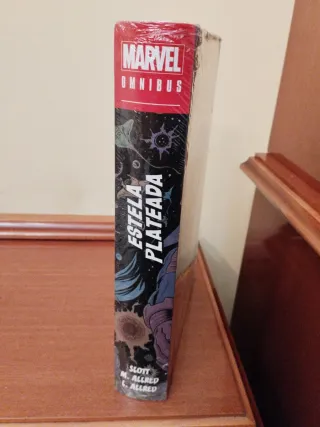 MARVEL
OMNIBUS
ESTELA
PLATEADA
SLOTT
M. ALLRED
L. ALLRED